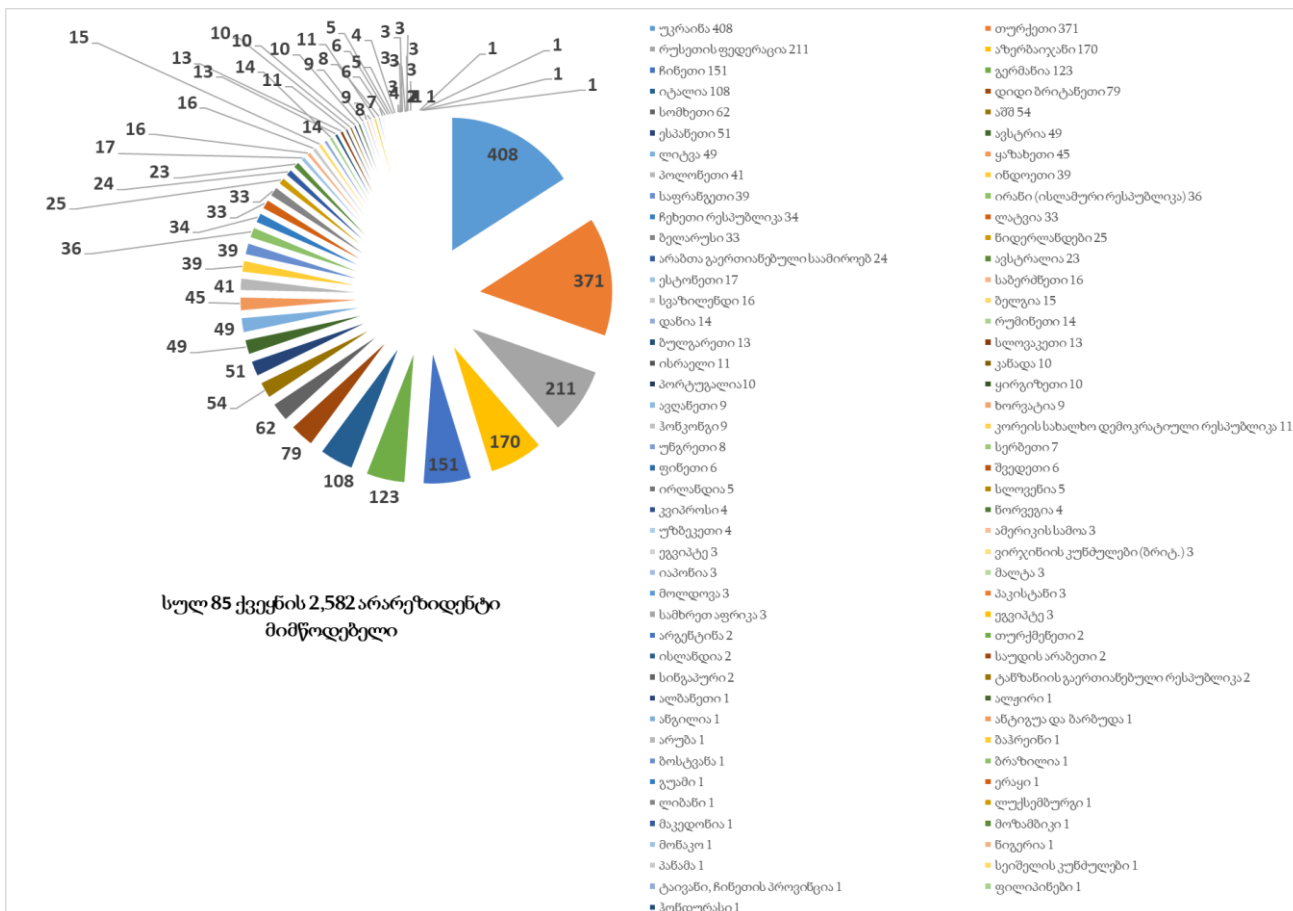 15
10
10
10
11
5
6
8
4
5
6
3
3
3
3
3
3
3
1
1
1
1
13
13
14
11
9
9
8
7
4
2
1
1
16
16
17
14
23
24
25
33
33
34
36
39
39
41
45
49
49
51
54
62
79
108
123
151
170
211
371
408
სულ 85 ქვეყნის 2,582 არარეზიდენტი
მიმწოდებელი
უკრაინა 408
თურქეთი 371
რუსეთის ფედერაცია 211
აზერბაიჯანი 170
ჩინეთი 151
გერმანია 123
იტალია 108
დიდი ბრიტანეთი 79
სომხეთი 62
აშშ 54
ესპანეთი 51
ავსტრია 49
ლიტვა 49
ყაზახეთი 45
პოლონეთი 41
ინდოეთი 39
საფრანგეთი 39
ირანი (ისლამური რესპუბლიკა) 36
ჩეხეთი რესპუბლიკა 34
ლატვია 33
ბელარუსი 33
ნიდერლანდები 25
არაბთა გაერთიანებული საამიროებ 24
ავსტრალია 23
ესტონეთი 17
საბერძნეთი 16
სვაზილენდი 16
ბელგია 15
დანია 14
რუმინეთი 14
ბულგარეთი 13
სლოვაკეთი 13
ისრაელი 11
კანადა 10
პორტუგალია10
ყირგიზეთი 10
ავღანეთი 9
ხორვატია 9
ჰონკონგი 9
კორეის სახალხო დემოკრატიული რესპუბლიკა 11
უნგრეთი 8
სერბეთი 7
ფინეთი 6
შვედეთი 6
ირლანდია 5
სლოვენია 5
კვიპროსი 4
ნორვეგია 4
უზბეკეთი 4
ამერიკის სამოა 3
ეგვიპტე 3
ვირჯინიის კუნძულები (ბრიტ.) 3
იაპონია 3
მალტა 3
მოლდოვა 3
პაკისტანი 3
სამხრეთ აფრიკა 3
ეგვიპტე 3
არგენტინა 2
თურქმენეთი 2
ისლანდია 2
საუდის არაბეთი 2
სინგაპური 2
ტანზანიის გაერთიანებული რესპუბლიკა 2
ალბანეთი 1
ალჟირი 1
ანგილია 1
ანტიგუა და ბარბუდა 1
არუბა 1
ბაჰრეინი 1
ბოსტვანა 1
ბრაზილია 1
გუამი 1
ერაყი 1
ლიბანი 1
ლუქსემბურგი 1
მაკედონია 1
მოზამბიკი 1
მონაკო 1
ნიგერია 1
პანამა 1
სეიშელის კუნძულები 1
ტაივანი, ჩინეთის პროვინცია 1
ფილიპინები 1
ჰონდურასი 1